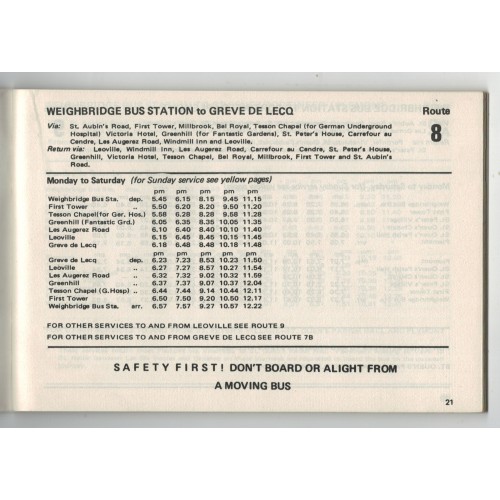 WEIGHBRIDGE BUS STATION to GREVE DE LECQ Route
8
Via: St. Aubin's Road, First Tower, Millbrook, Bel Royal, Tesson Chapel (for German Underground
Hospital) Victoria Hotel, Greenhill (for Fantastic Gardens), St. Peter's House, Carrefour au
Cendre, Les Augerez Road, Windmill Inn and Leoville.
Return via: Leoville, Windmill Inn, Les Augerez Road, Carrefour au Cendre, St. Peter's House,
Greenhill, Victoria Hotel, Tesson Chapel, Bel Royal, Millbrook, First Tower and St. Aubin's
Road.
Monday to Saturday (for Sunday service see yellow pages)
pm pm pm pm pm
Weighbridge Bus Sta. dep. 5.45 6.15 8.15 9.45 11.15
First Tower .. 5.50 6.20 8.20 9.50 11.20
Tesson Chapel(for Ger. Hos.) 5.58 6.28 8.28 9.58 11.28
Greenhill (Fantastic Grd.) 6.05 6.35 8.35 10.05 11.35
Les Augerez Road 6.10 6.40 8.40 10.10 11.40
Leoville .. 6.15 6.45 8.45 10.15 11.45
Greve de Lecq 6.18 6.48 8.48 10.18 11.48
pm pm pm pm pm
Greve de Lecq dep. 6.23 7.23 8.53 10.23 11.50
Leoville .. 6.27 7.27 8.57 10.27 11.54
Les Augerez Road .. 6.32 7.32 9.02 10.32 11.59
Greenhill .. 6.37 7.37 9.07 10.37 12.04
Tesson Chapel (G.Hosp) .. 6.44 7.44 9.14 10.44 12.11
First Tower .. 6.50 7.50 9.20 10.50 12.17
Weighbridge Bus Sta. arr. 6.57 7.57 9.27 10.57 12.22
FOR OTHER SERVICES TO AND FROM LEOVILLE SEE ROUTE 9
FOR OTHER SERVICES TO AND FROM GREVE DE LECQ SEE ROUTE 7B
SAFETY FIRST! DON'T BOARD OR ALIGHT FROM
A MOVING BUS
21